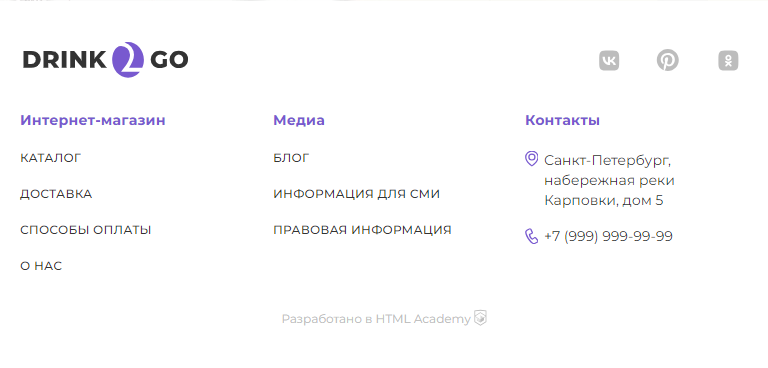 DRINK 2 GO
Интернет-магазин
КАТАЛОГ
ДОСТАВКА
СПОСОБЫ ОПЛАТЫ
О НАС
Медиа
БЛОГ
ИНФОРМАЦИЯ ДЛЯ СМИ
ПРАВОВАЯ ИНФОРМАЦИЯ
Контакты
Санкт-Петербург,
набережная реки
Карповки, дом 5
+7 (999) 999-99-99
Разработано в HTML Academy